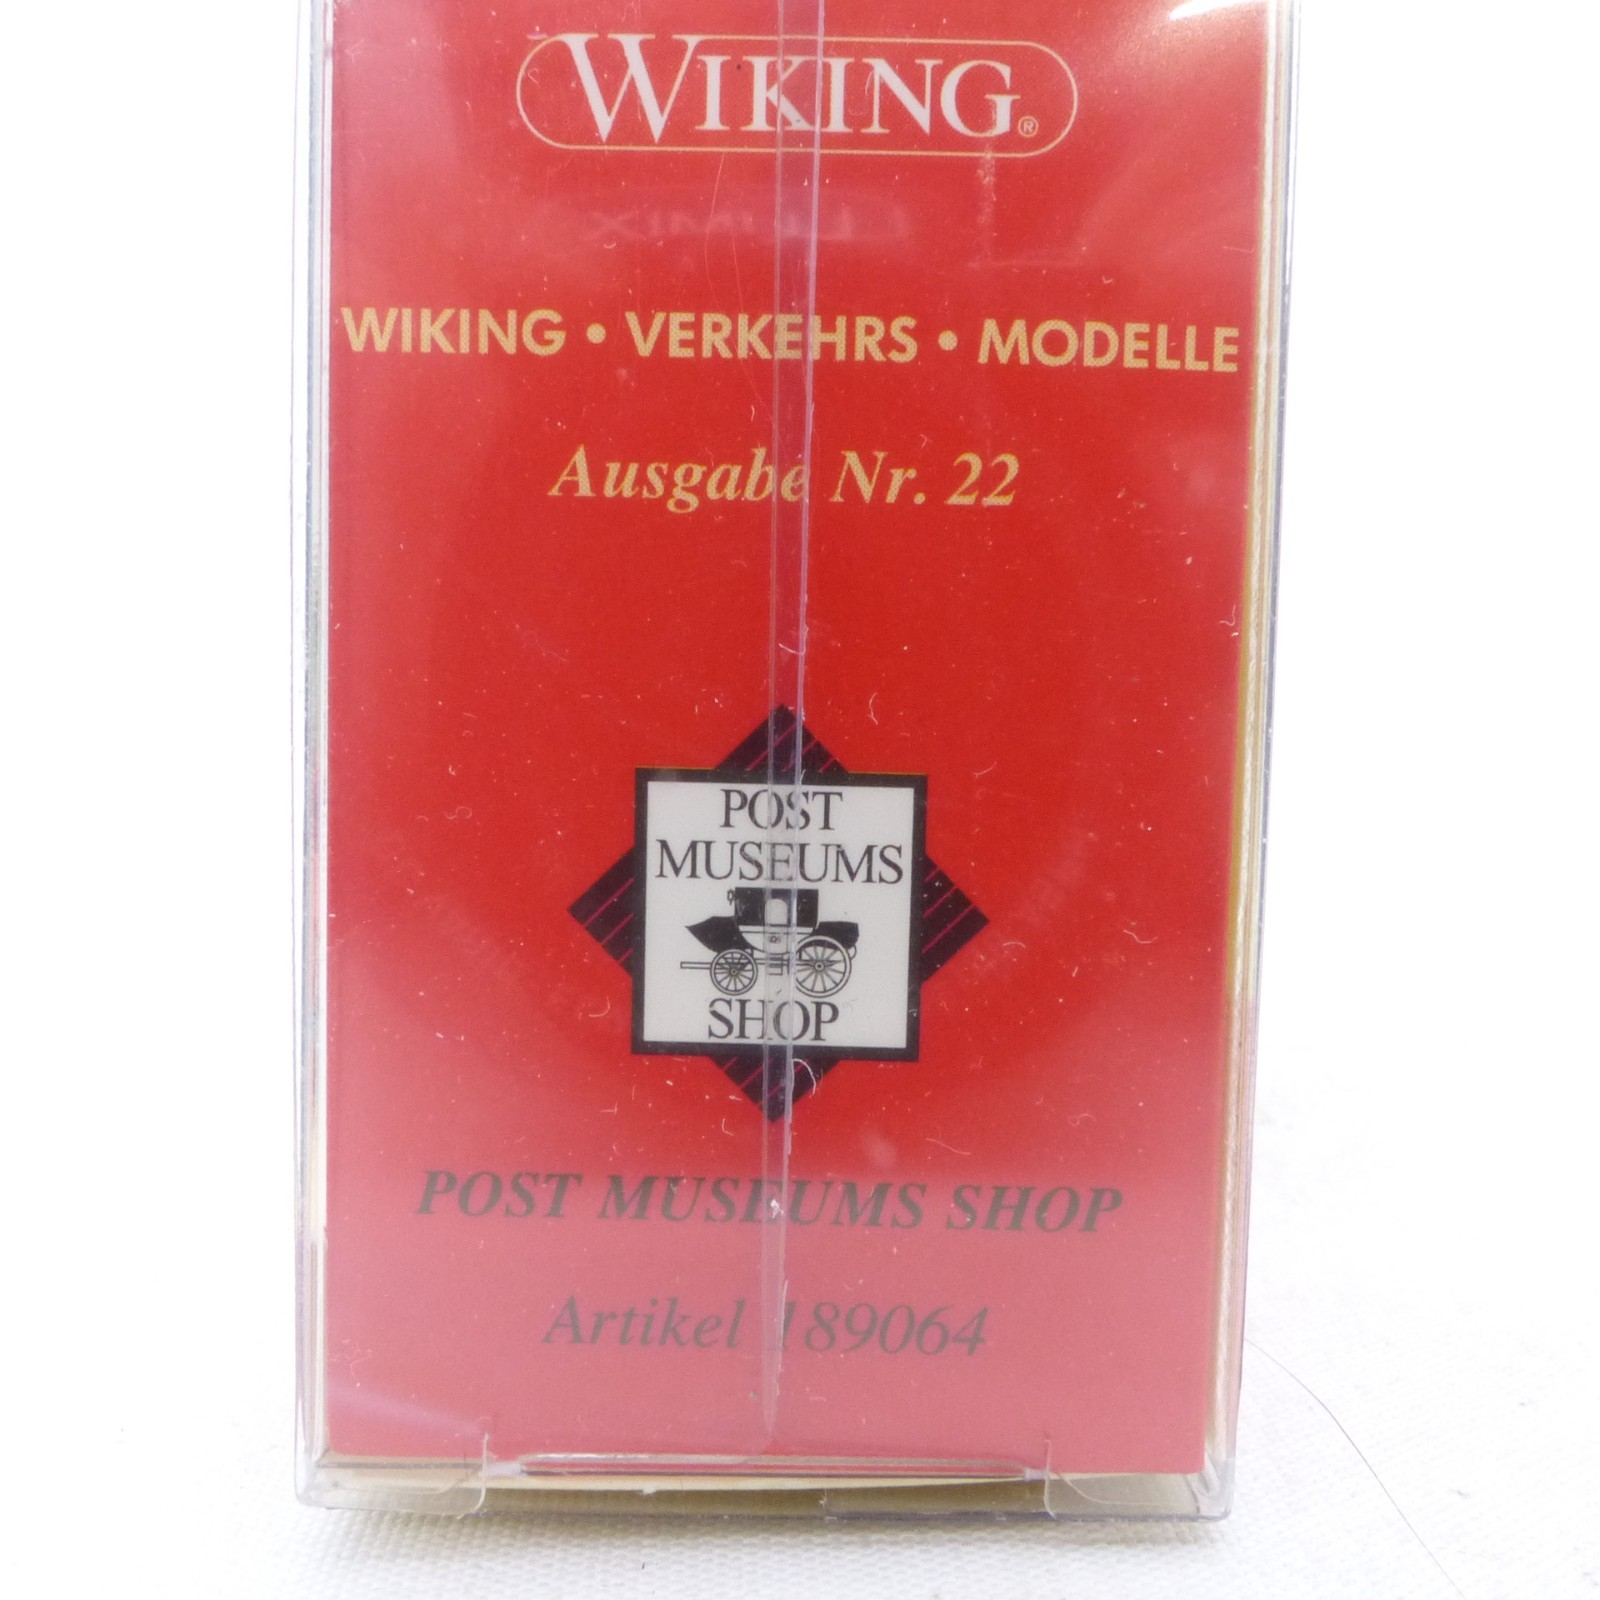 WIKING®
WIKING • VERKEHRS • MODELLE
Ausgabe Nr. 22
POST
MUSEUMS
SHOP
POST MUSEUMS SHOP
Artikel 189064